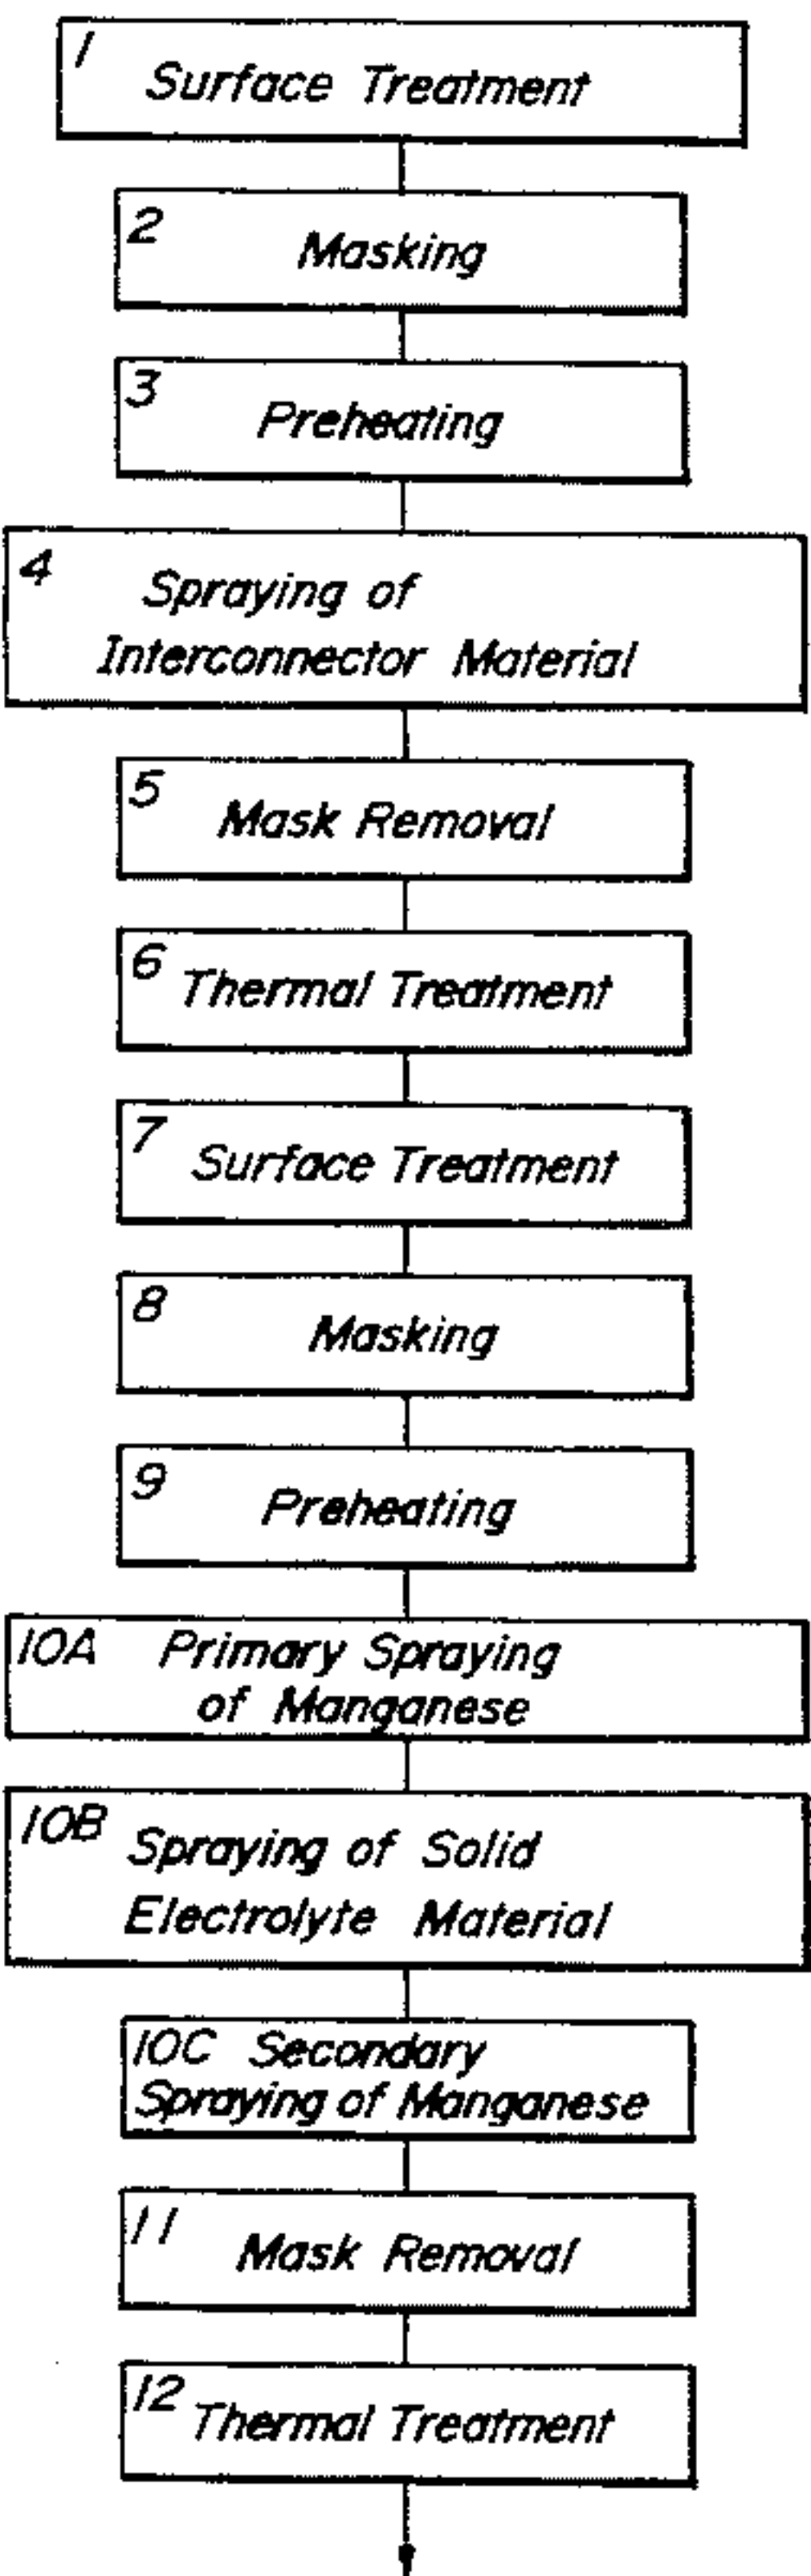 1
Surface Treatment
2
Masking
3
Preheating
4
Spraying of
Interconnector Material
5
Mask Removal
6
Thermal Treatment
7
Surface Treatment
8
Masking
9
Preheating
10A Primary Spraying
of Manganese
10B
Spraying of Solid
Electrolyte Material
10C Secondary
Spraying of Manganese
11
Mask Removal
12
Thermal Treatment